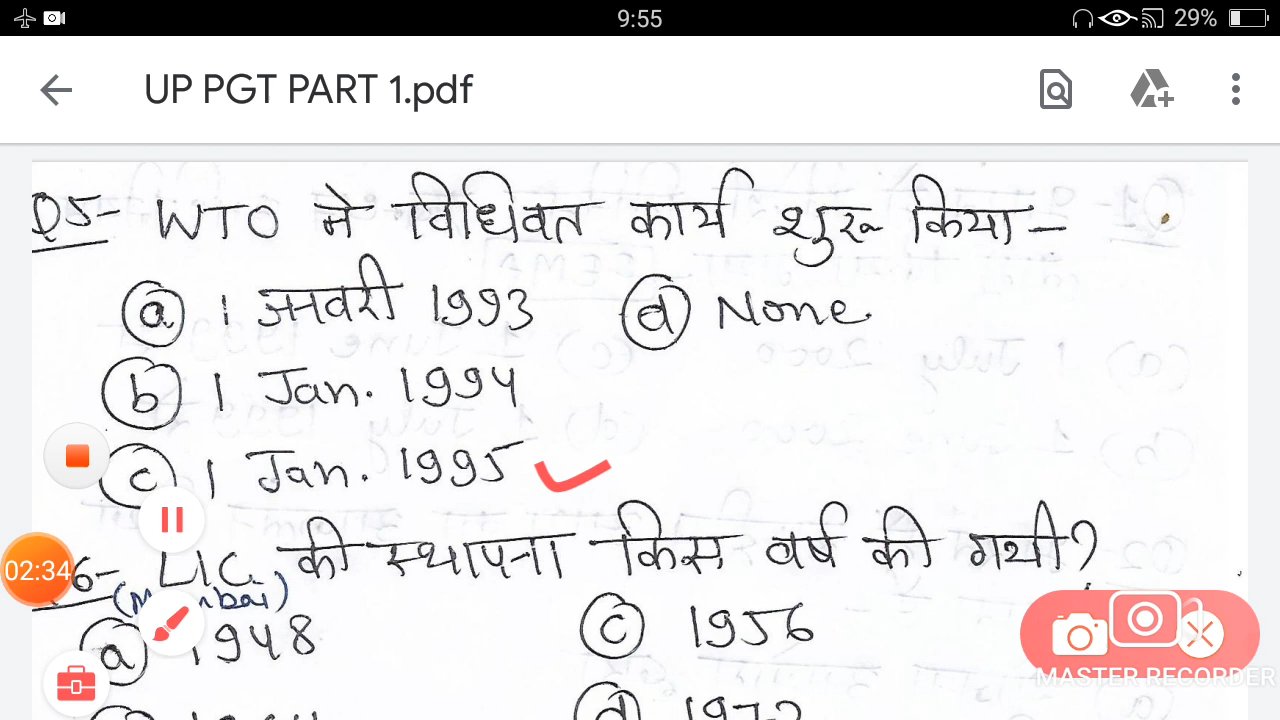 9:55
29%
UP PGT PART 1.pdf
Q5- WTO ने विधिवत कार्य शुरू किया-
(a) 1 जनवरी 1993 (d) None
(b) 1 Jan. 1994
(c) 1 Jan. 1995
6- LIC की स्थापना किस वर्ष की गयी?
(a) 1948 (c) 1956
02:34
MASTER RECORDER